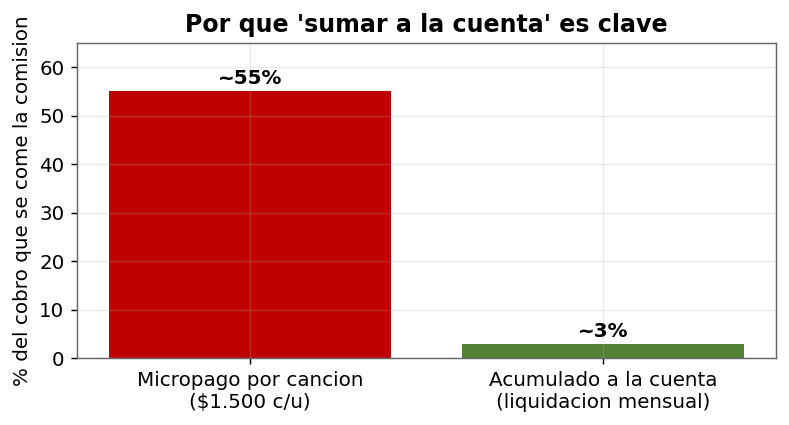 Por que 'sumar a la cuenta' es clave
% del cobro que se come la comision
60
50
40
30
20
10
0
~55%
~3%
Micropago por cancion
($1.500 c/u)
Acumulado a la cuenta
(liquidacion mensual)